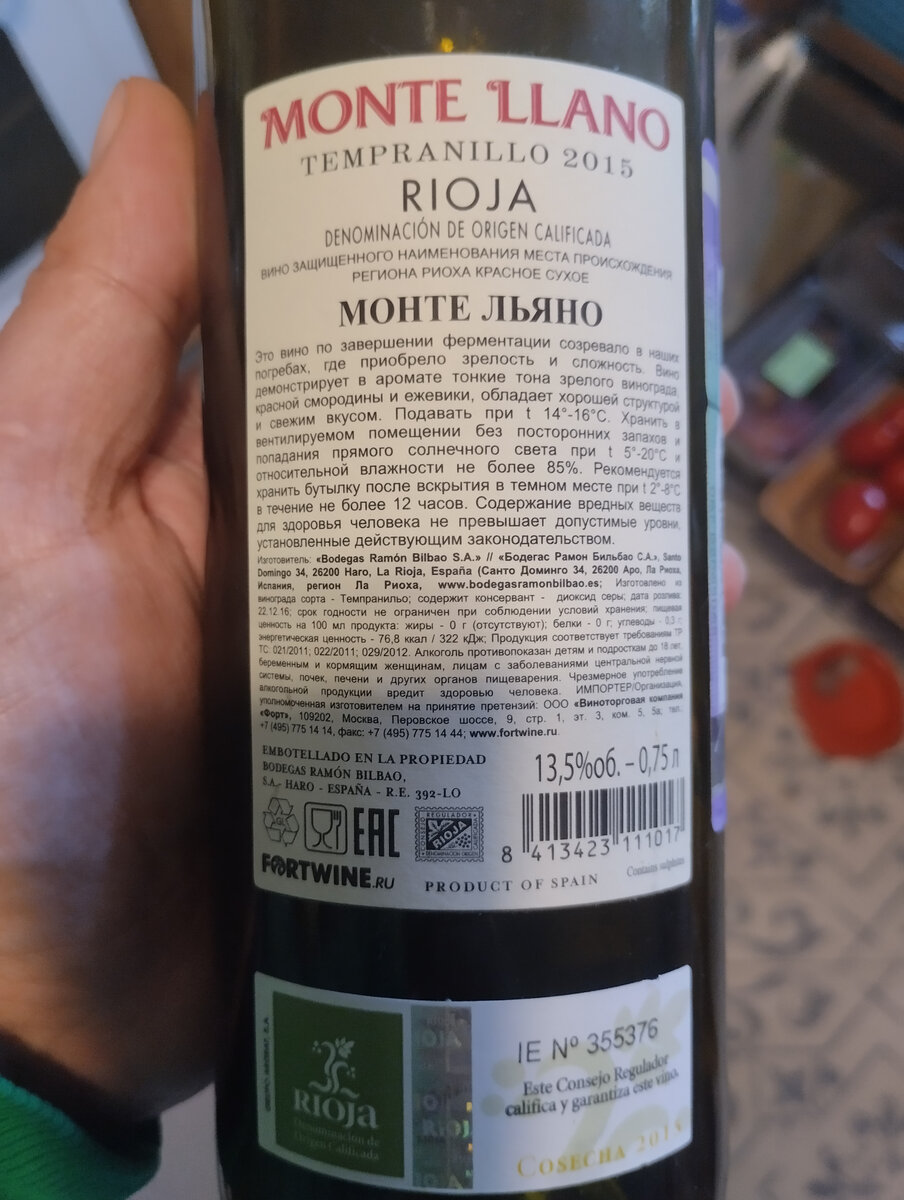 MONTE LLANO
TEMPRANILLO 2015
RIOJA
DENOMINACIÓN DE ORIGEN CALIFICADA
ВИНО ЗАЩИЩЕННОГО НАИМЕНОВАНИЯ МЕСТА ПРОИСХОЖДЕНИЯ
РЕГИОНА РИОХА КРАСНОЕ СУХОЕ
МОНТЕ ЛЬЯНО
Это вино по завершении ферментации созревало в наших
погребах, где приобрело зрелость и сложность. Вино
демонстрирует в аромате тонкие тона зрелого винограда,
красной смородины и ежевики, обладает хорошей структурой
и свежим вкусом. Подавать при t 14°-16°С. Хранить в
вентилируемом помещении без посторонних запахов и
попадания прямого солнечного света при t 5°-20°С и
относительной влажности не более 85%. Рекомендуется
хранить бутылку после вскрытия в темном месте при t 2°-8°С
в течение не более 12 часов. Содержание вредных веществ
для здоровья человека не превышает допустимые уровни,
установленные действующим законодательством.
Изготовитель: «Bodegas Ramón Bilbao S.A.» // «Бодегас Рамон Бильбао С.А.», Santo
Domingo 34, 26200 Haro, La Rioja, España (Санто Доминго 34, 26200 Аро, Ла Риоха,
Испания, регион Ла Риоха, www.bodegasramonbilbao.es; Изготовлено из
винограда сорта - Темпранильо; содержит консервант - диоксид серы; дата розлива:
22.12.16; срок годности не ограничен при соблюдении условий хранения; пищевая
ценность на 100 мл продукта: жиры - 0 г (отсутствуют); белки - 0 г; углеводы - 0,3 г;
энергетическая ценность - 76,8 ккал / 322 кДж; Продукция соответствует требованиям ТР
ТС: 021/2011; 022/2011; 029/2012. Алкоголь противопоказан детям и подросткам до 18 лет,
беременным и кормящим женщинам, лицам с заболеваниями центральной нервной
системы, почек, печени и других органов пищеварения. Чрезмерное употребление
алкогольной продукции вредит здоровью человека. ИМПОРТЕР/Организация,
уполномоченная изготовителем на принятие претензий: ООО «Виноторговая компания
«Форт», 109202, Москва, Перовское шоссе, 9, стр. 1, эт. 3, ком. 5, 5а; тел.:
+7 (495) 775 14 14, факс: +7 (495) 775 14 44; www.fortwine.ru
EMBOTELLADO EN LA PROPIEDAD
BODEGAS RAMÓN BILBAO,
S.A.- HARO - ESPAÑA - R.E. 392-LO
13,5%об. – 0,75 л
EAC
CONSEJO REGULADOR
RIOJA
DENOMINACIÓN ORIGEN
8 413423 111017
Contains sulphites
FORTWINE.RU
PRODUCT OF SPAIN
RIOJA
Denominación de
Origen Calificada
IE Nº 355376
Este Consejo Regulador
califica y garantiza este vino.
COSECHA 2015